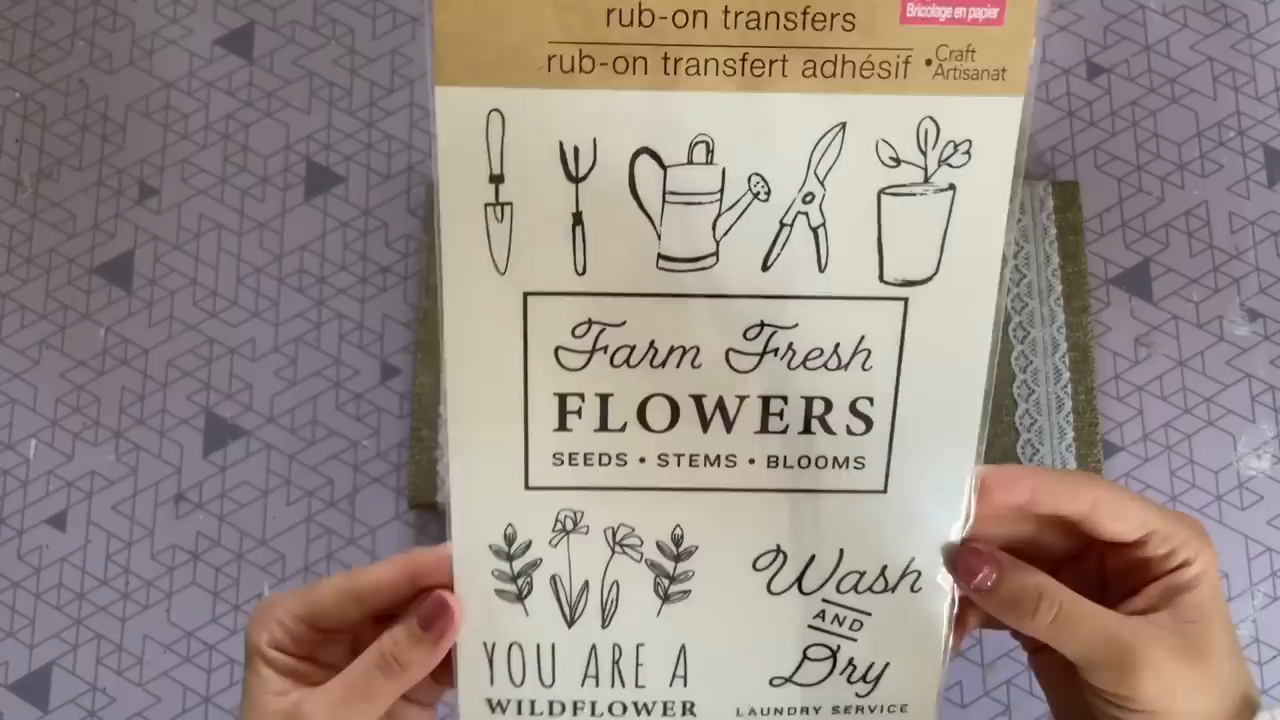 rub-on transfers
Bricolage en papier
rub-on transfert adhésif
•Craft
•Artisanat
Farm Fresh
FLOWERS
SEEDS • STEMS • BLOOMS
YOU ARE A
WILDFLOWER
Wash
AND
Dry
LAUNDRY SERVICE